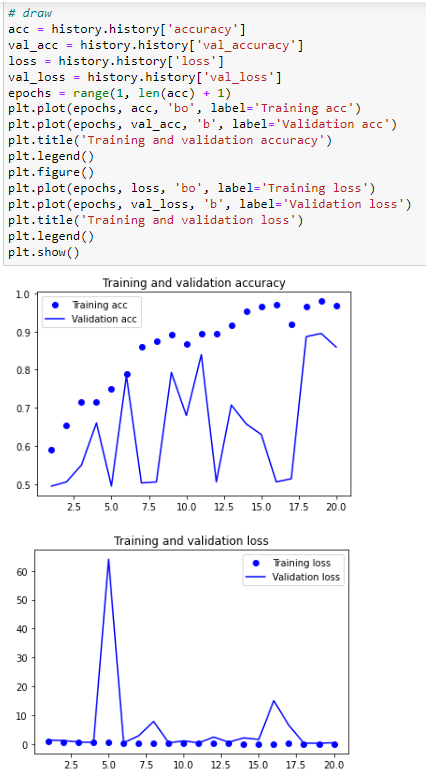 # draw
acc = history.history['accuracy']
val_acc = history.history['val_accuracy']
loss = history.history['loss']
val_loss = history.history['val_loss']
epochs = range(1, len(acc) + 1)
plt.plot(epochs, acc, 'bo', label='Training acc')
plt.plot(epochs, val_acc, 'b', label='Validation acc')
plt.title('Training and validation accuracy')
plt.legend()
plt.figure()
plt.plot(epochs, loss, 'bo', label='Training loss')
plt.plot(epochs, val_loss, 'b', label='Validation loss')
plt.title('Training and validation loss')
plt.legend()
plt.show()
Training and validation accuracy
Training acc
Validation acc
1.0
0.9
0.8
0.7
0.6
0.5
2.5 5.0 7.5 10.0 12.5 15.0 17.5 20.0
Training and validation loss
Training loss
Validation loss
60
50
40
30
20
10
0
2.5 5.0 7.5 10.0 12.5 15.0 17.5 20.0